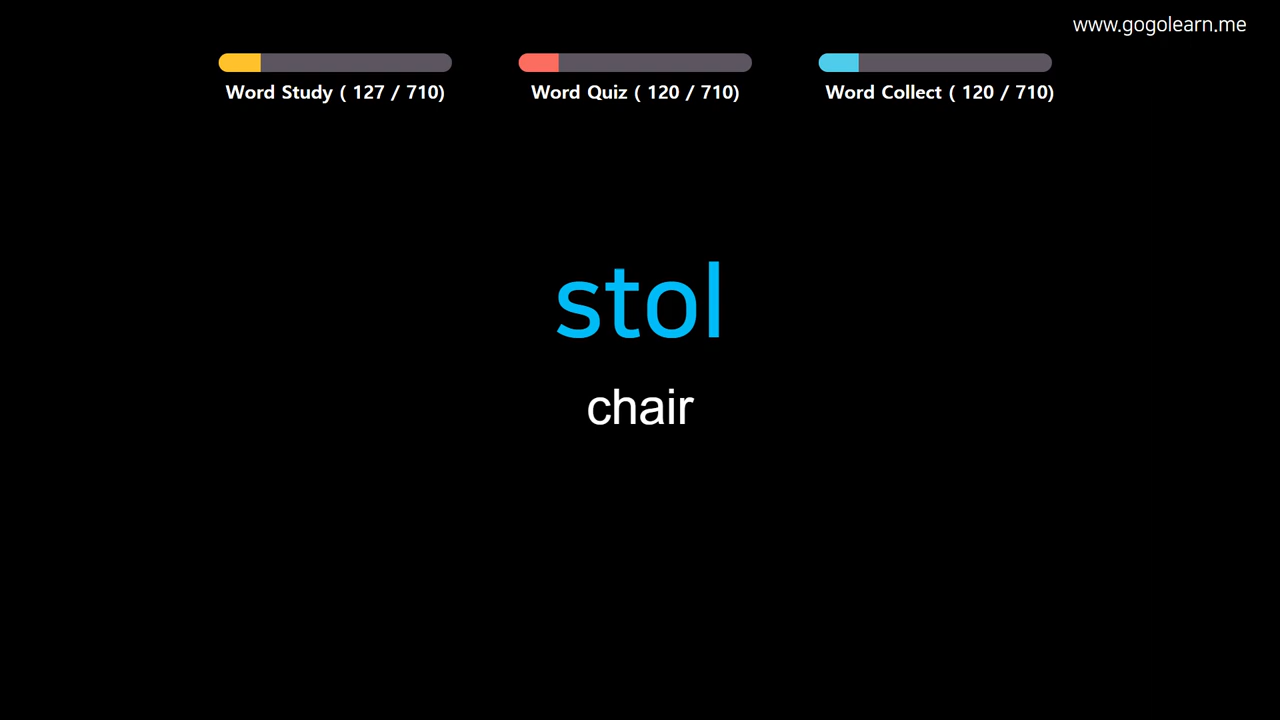 www.gogolearn.me
Word Study ( 127 / 710)
Word Quiz ( 120 / 710)
Word Collect ( 120 / 710)
stol
chair